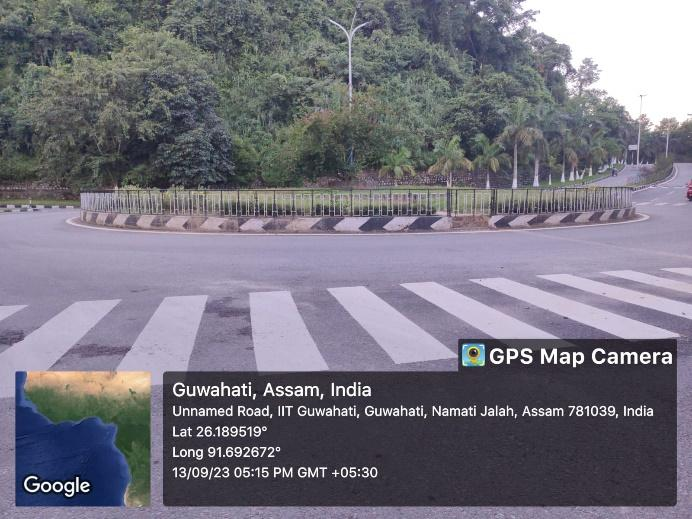 GPS Map Camera
Guwahati, Assam, India
Unnamed Road, IIT Guwahati, Guwahati, Namati Jalah, Assam 781039, India
Lat 26.189519°
Long 91.692672°
13/09/23 05:15 PM GMT +05:30
Google